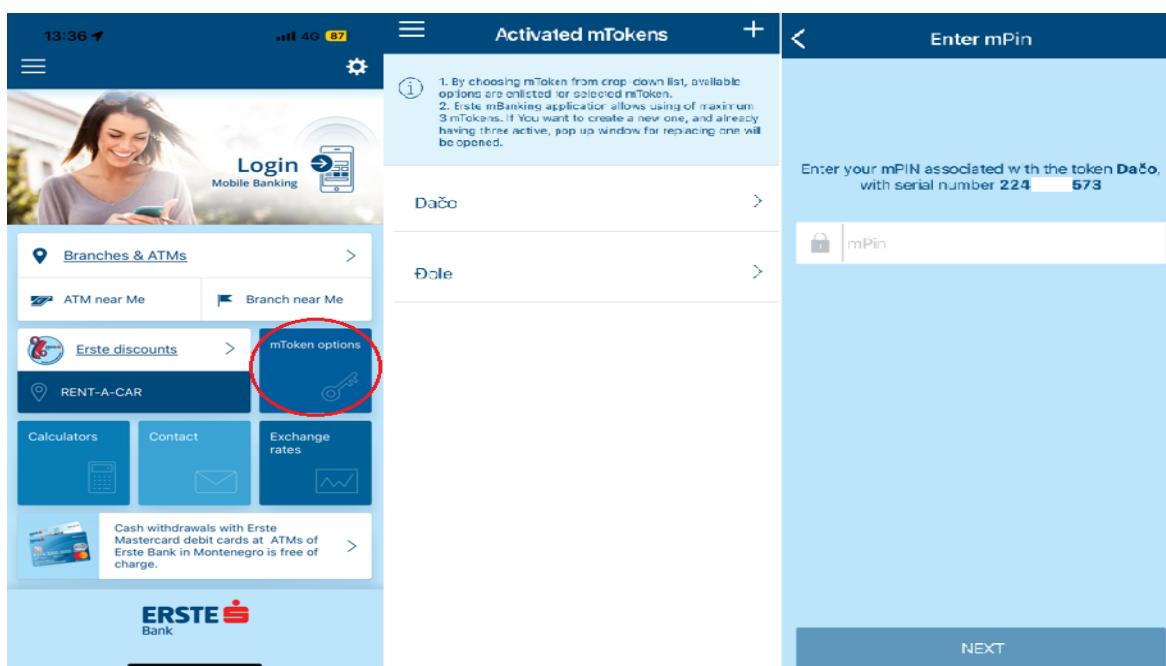 13:36
4G 87
Login
Mobile Banking
Branches & ATMs
ATM near Me
Branch near Me
Erste discounts
mToken options
RENT-A-CAR
Calculators
Contact
Exchange
rates
Cash withdrawals with Erste
Mastercard debit cards at ATMs of
Erste Bank in Montenegro is free of
charge.
ERSTE
Bank
Activated mTokens
1. By choosing mToken from crop-down list, available
options are enlisted for selected mToken.
2. Erste mBanking application allows using of maximum
3 mTokens. If You want to create a new one, and already
having three active, pop up window for replacing one will
be opened.
Dačo
Đole
Enter mPin
Enter your mPIN associated with the token Dačo,
with serial number 224 573
mPin
NEXT